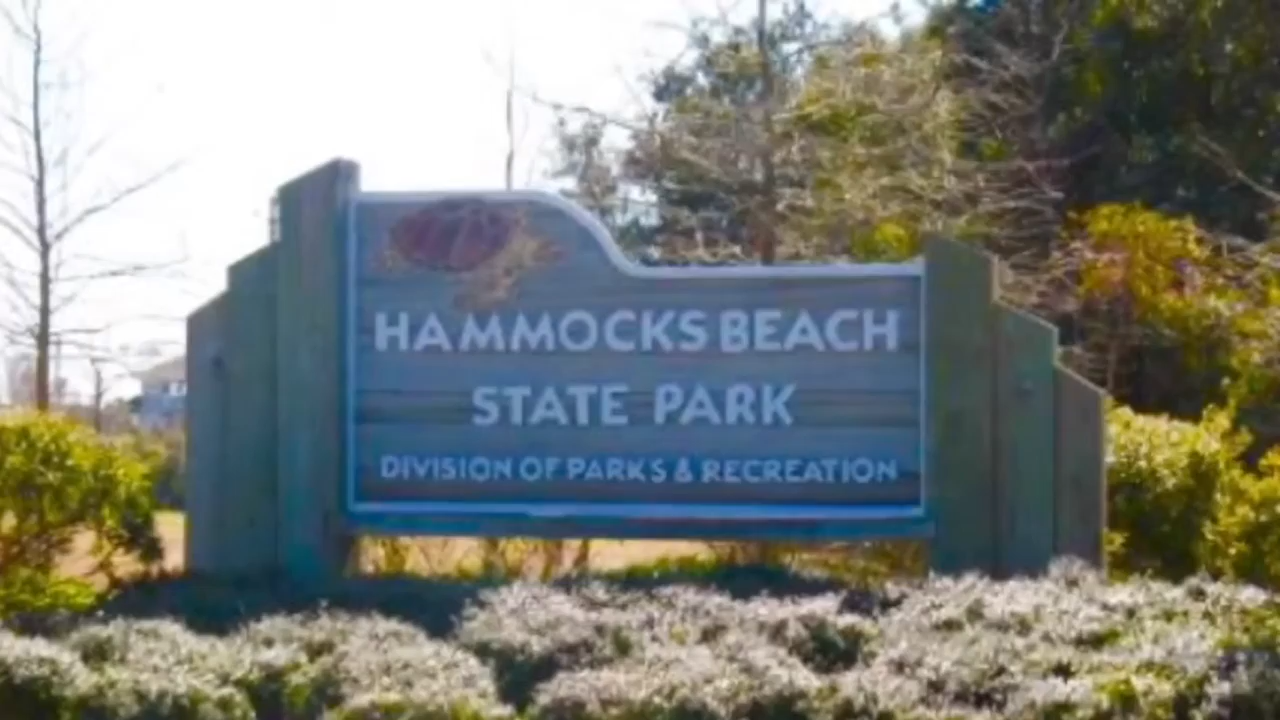 HAMMOCKS BEACH
STATE PARK
DIVISION OF PARKS & RECREATION